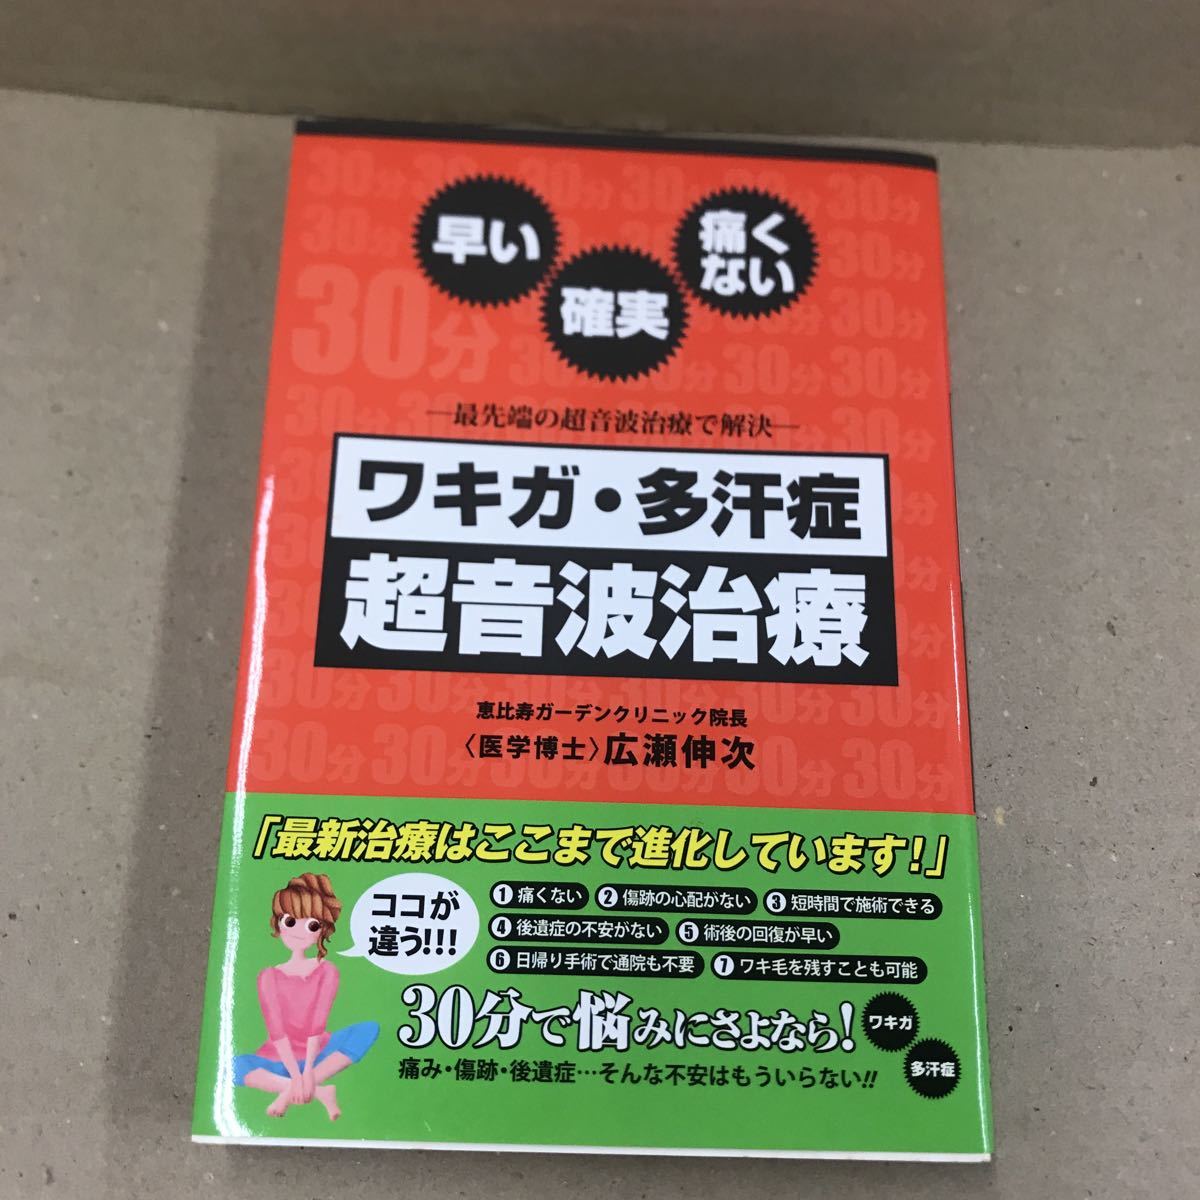 早い
確実
痛く
ない
30分
―最先端の超音波治療で解決―
ワキガ・多汗症
超音波治療
恵比寿ガーデンクリニック院長
〈医学博士〉広瀬伸次
「最新治療はここまで進化しています!」
ココが
違う!!!
1 痛くない 2 傷跡の心配がない 3 短時間で施術できる
4 後遺症の不安がない 5 術後の回復が早い
6 日帰り手術で通院も不要 7 ワキ毛を残すことも可能
30分で悩みにさよなら!
ワキガ
多汗症
痛み・傷跡・後遺症…そんな不安はもういらない!!